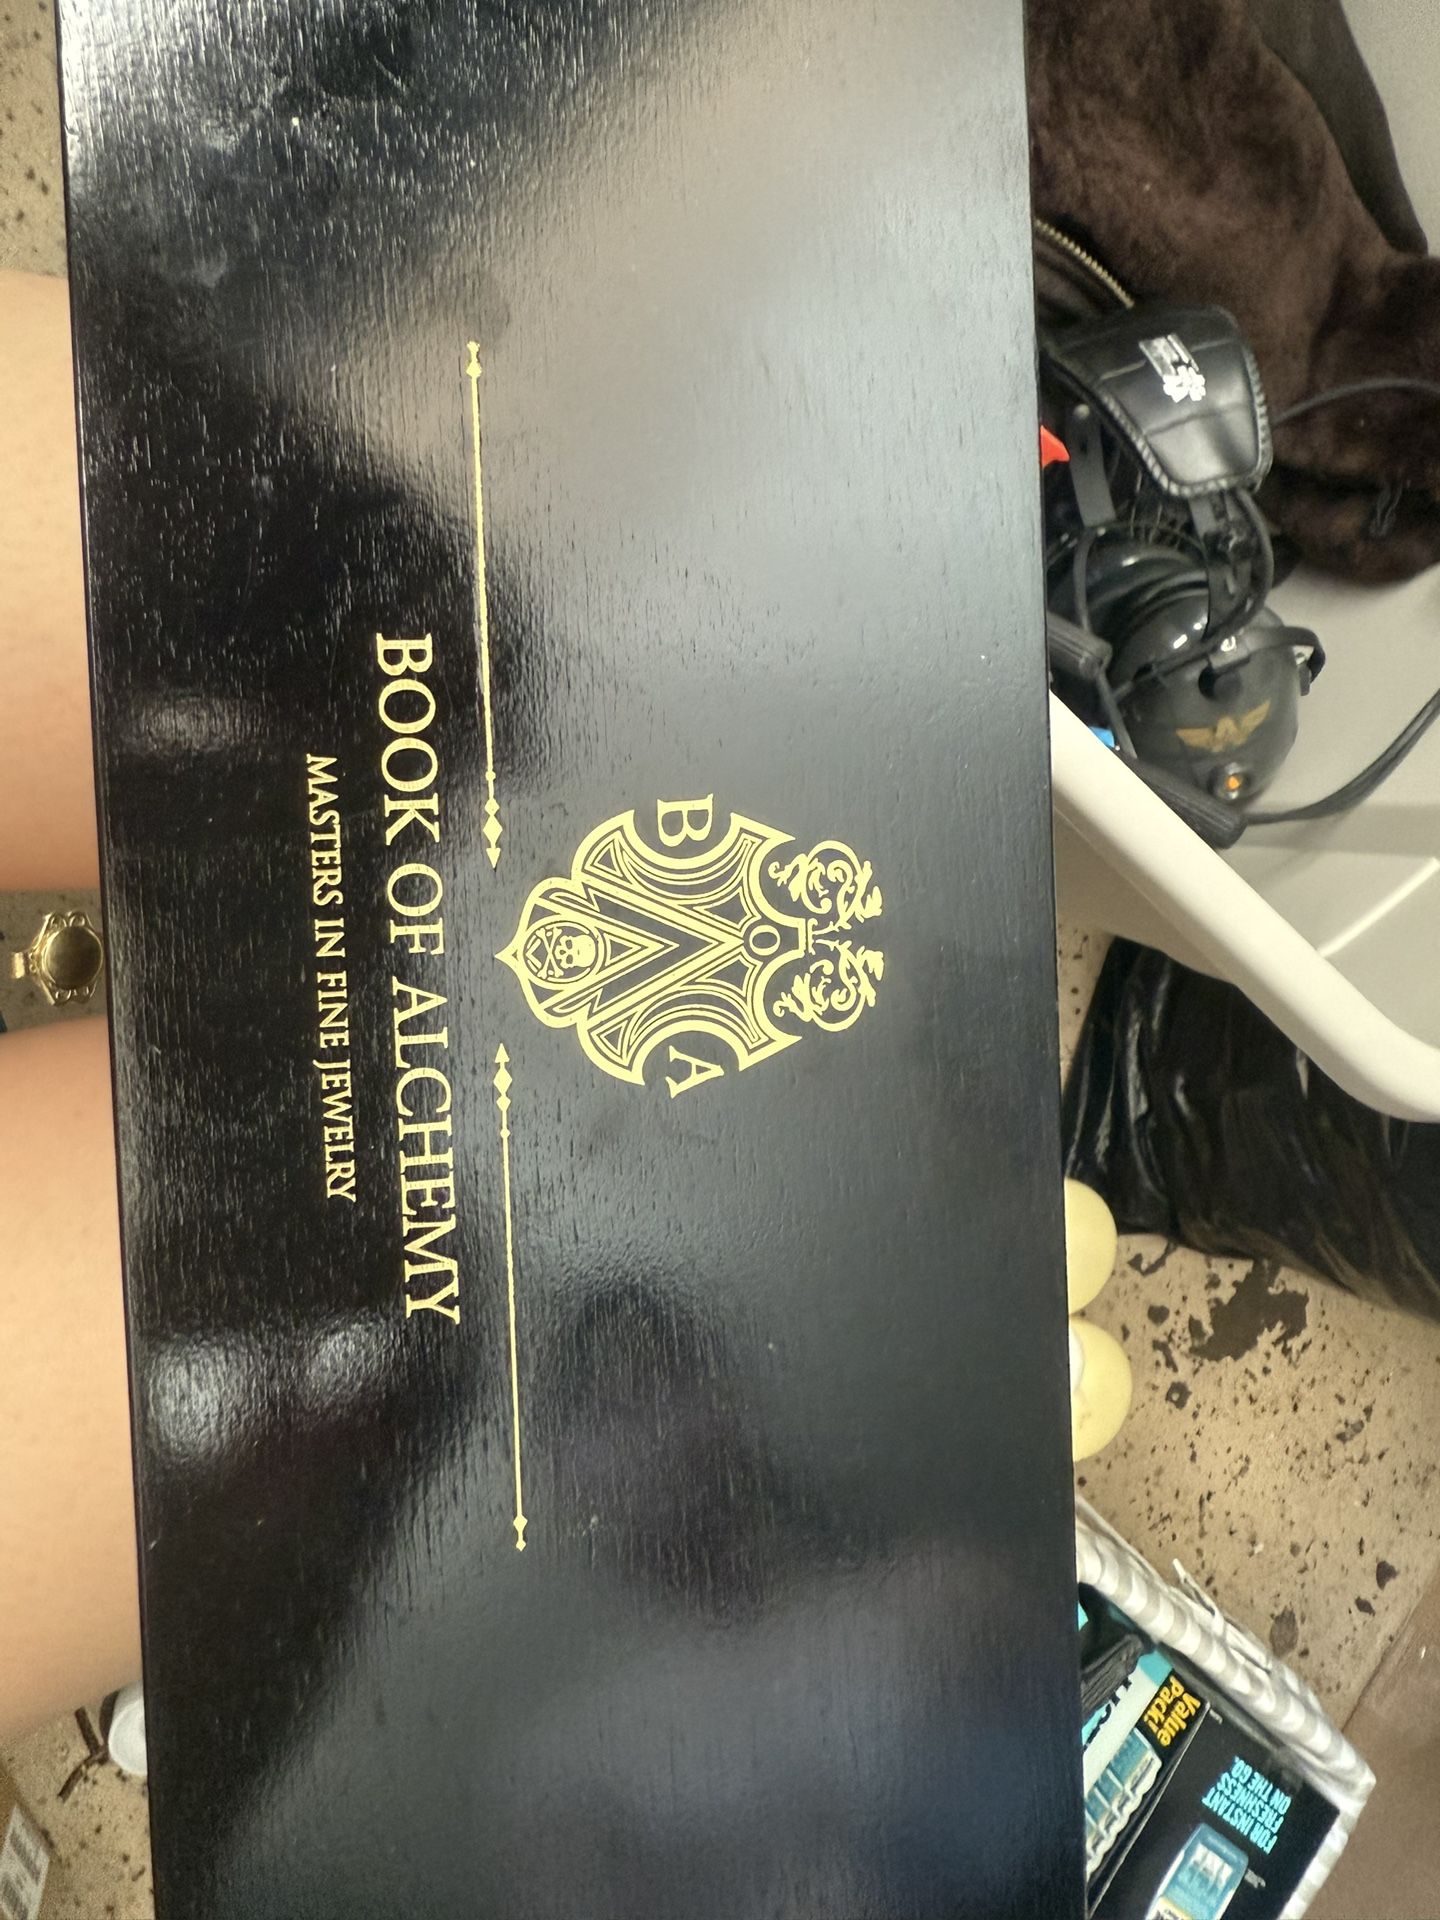 B O A
BOOK OF ALCHEMY
MASTERS IN FINE JEWELRY
Value
Pack!
FOR INSTANT
FRESHNESS
ON THE GO.